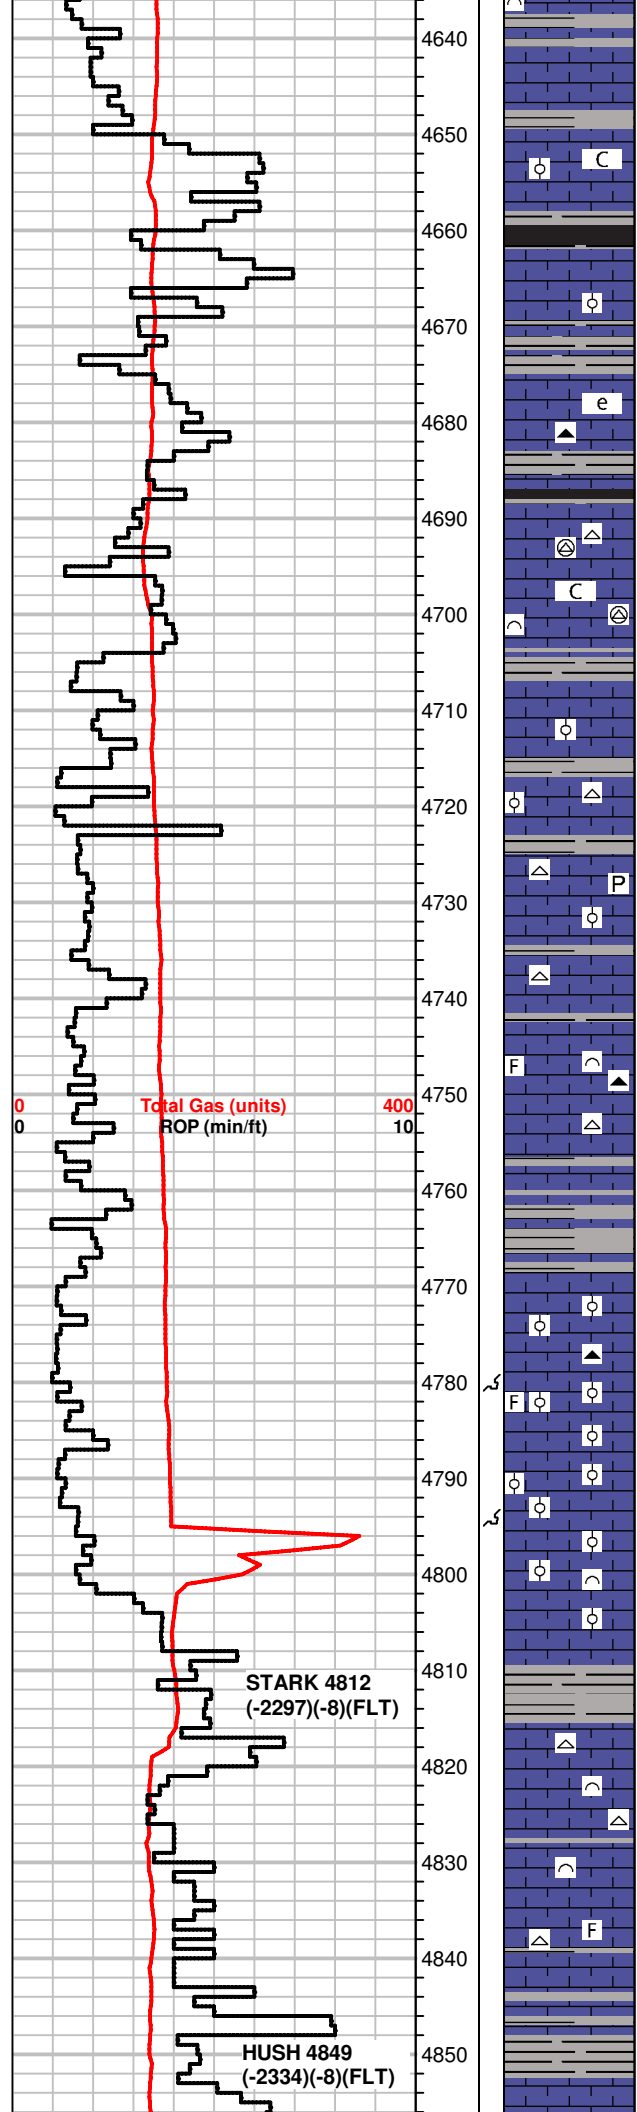 4640
4650
C
4660
4670
e
4680
4690
C
4700
4710
4720
P
4730
4740
F
4750
0 Total Gas (units) 400
0 ROP (min/ft) 10
4760
4770
4780
F
4790
4800
4810
STARK 4812
(-2297)(-8)(FLT)
4820
4830
F
4840
HUSH 4849
4850
(-2334)(-8)(FLT)